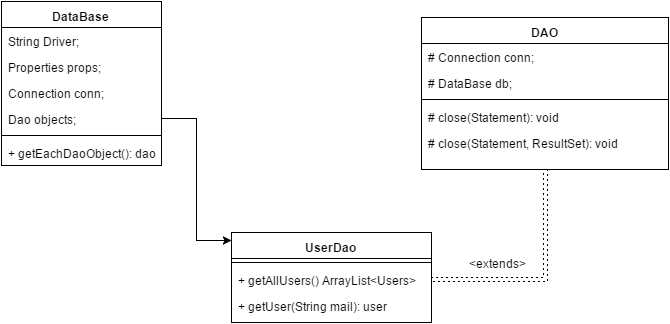 DataBase
String Driver;
Properties props;
Connection conn;
Dao objects;
+ getEachDaoObject(): dao
DAO
# Connection conn;
# DataBase db;
# close(Statement): void
# close(Statement, ResultSet): void
UserDao
+ getAllUsers() ArrayList<Users>
+ getUser(String mail): user
<extends>